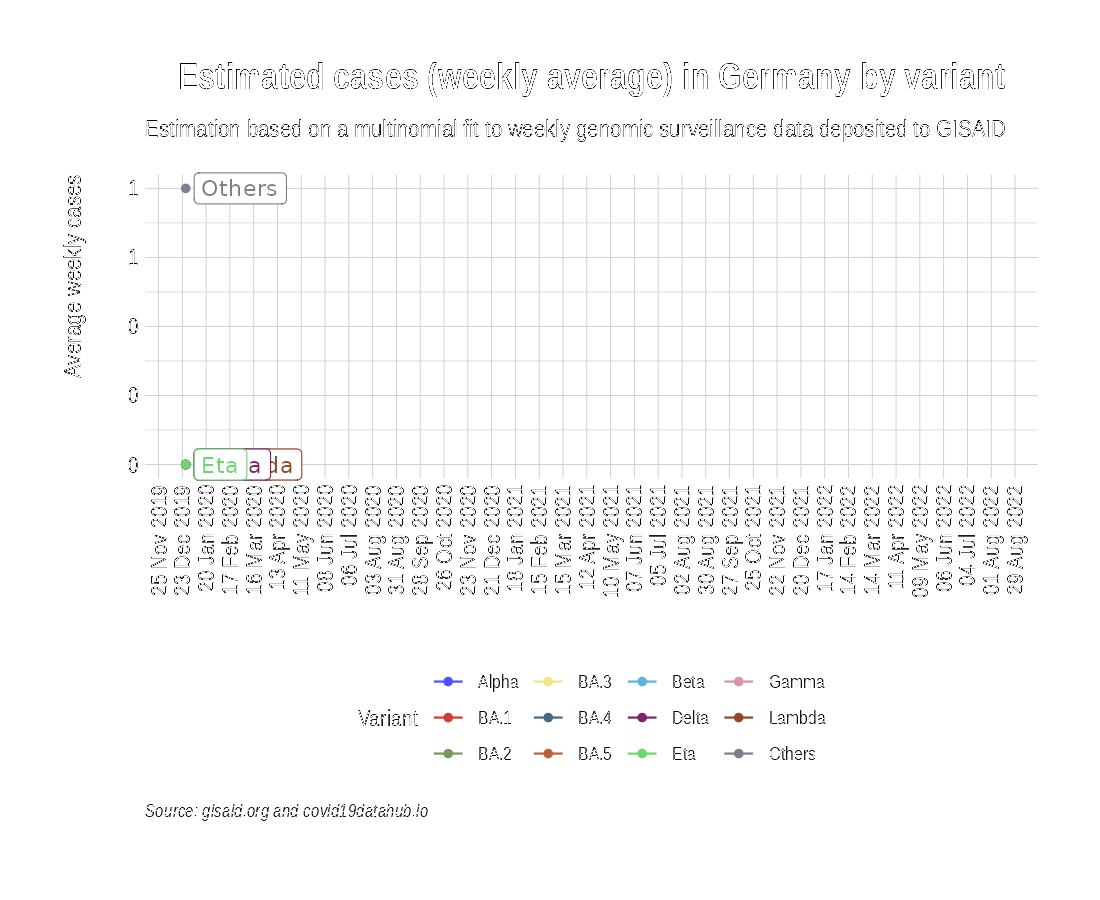 Estimated cases (weekly average) in Germany by variant
Estimation based on a multinomial fit to weekly genomic surveillance data deposited to GISAID
Average weekly cases
1
1
0
0
0
Others
Eta
a
da
25 Nov 2019
23 Dec 2019
20 Jan 2020
17 Feb 2020
16 Mar 2020
13 Apr 2020
11 May 2020
08 Jun 2020
06 Jul 2020
03 Aug 2020
31 Aug 2020
28 Sep 2020
26 Oct 2020
23 Nov 2020
21 Dec 2020
18 Jan 2021
15 Feb 2021
15 Mar 2021
12 Apr 2021
10 May 2021
07 Jun 2021
05 Jul 2021
02 Aug 2021
30 Aug 2021
27 Sep 2021
25 Oct 2021
22 Nov 2021
20 Dec 2021
17 Jan 2022
14 Feb 2022
14 Mar 2022
11 Apr 2022
09 May 2022
06 Jun 2022
04 Jul 2022
01 Aug 2022
29 Aug 2022
Variant
Alpha
BA.1
BA.2
BA.3
BA.4
BA.5
Beta
Delta
Eta
Gamma
Lambda
Others
Source: gisaid.org and covid19datahub.io